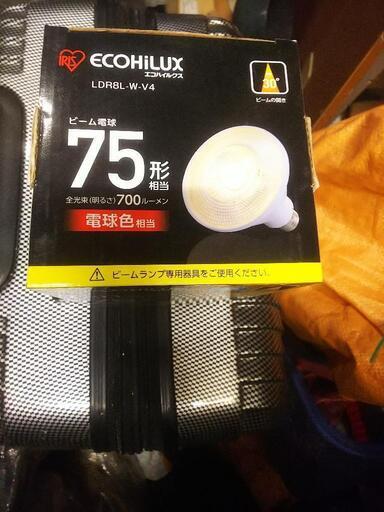 IRIS ECOHiLUX
エコハイルクス
LDR8L-W-V4
30°
ビームの開き
ビーム電球
75形
相当
全光束(明るさ)700ルーメン
電球色相当
ビームランプ専用器具をご使用ください。